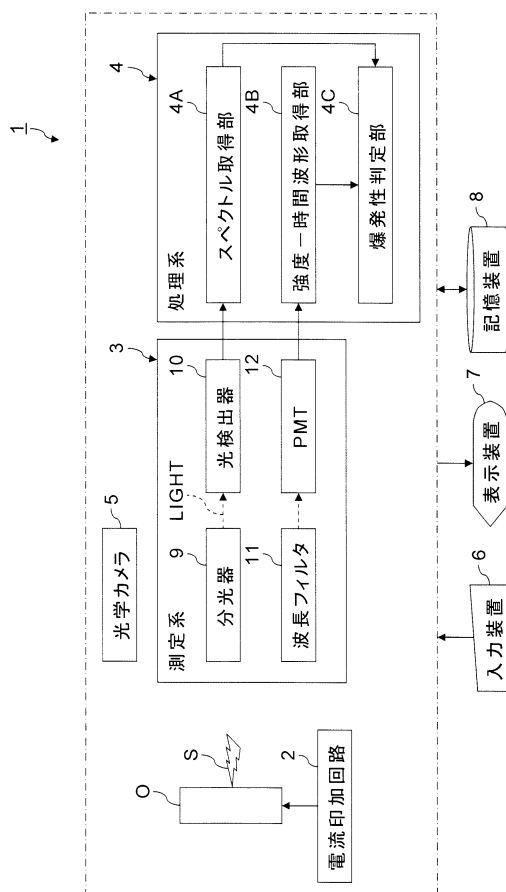 1
光学カメラ
5
測定系
3
分光器
9
LIGHT
光検出器
10
波長フィルタ
11
PMT
12
処理系
4
スペクトル取得部
4A
強度－時間波形取得部
4B
爆発性判定部
4C
O
S
電流印加回路
2
入力装置
6
表示装置
7
記憶装置
8